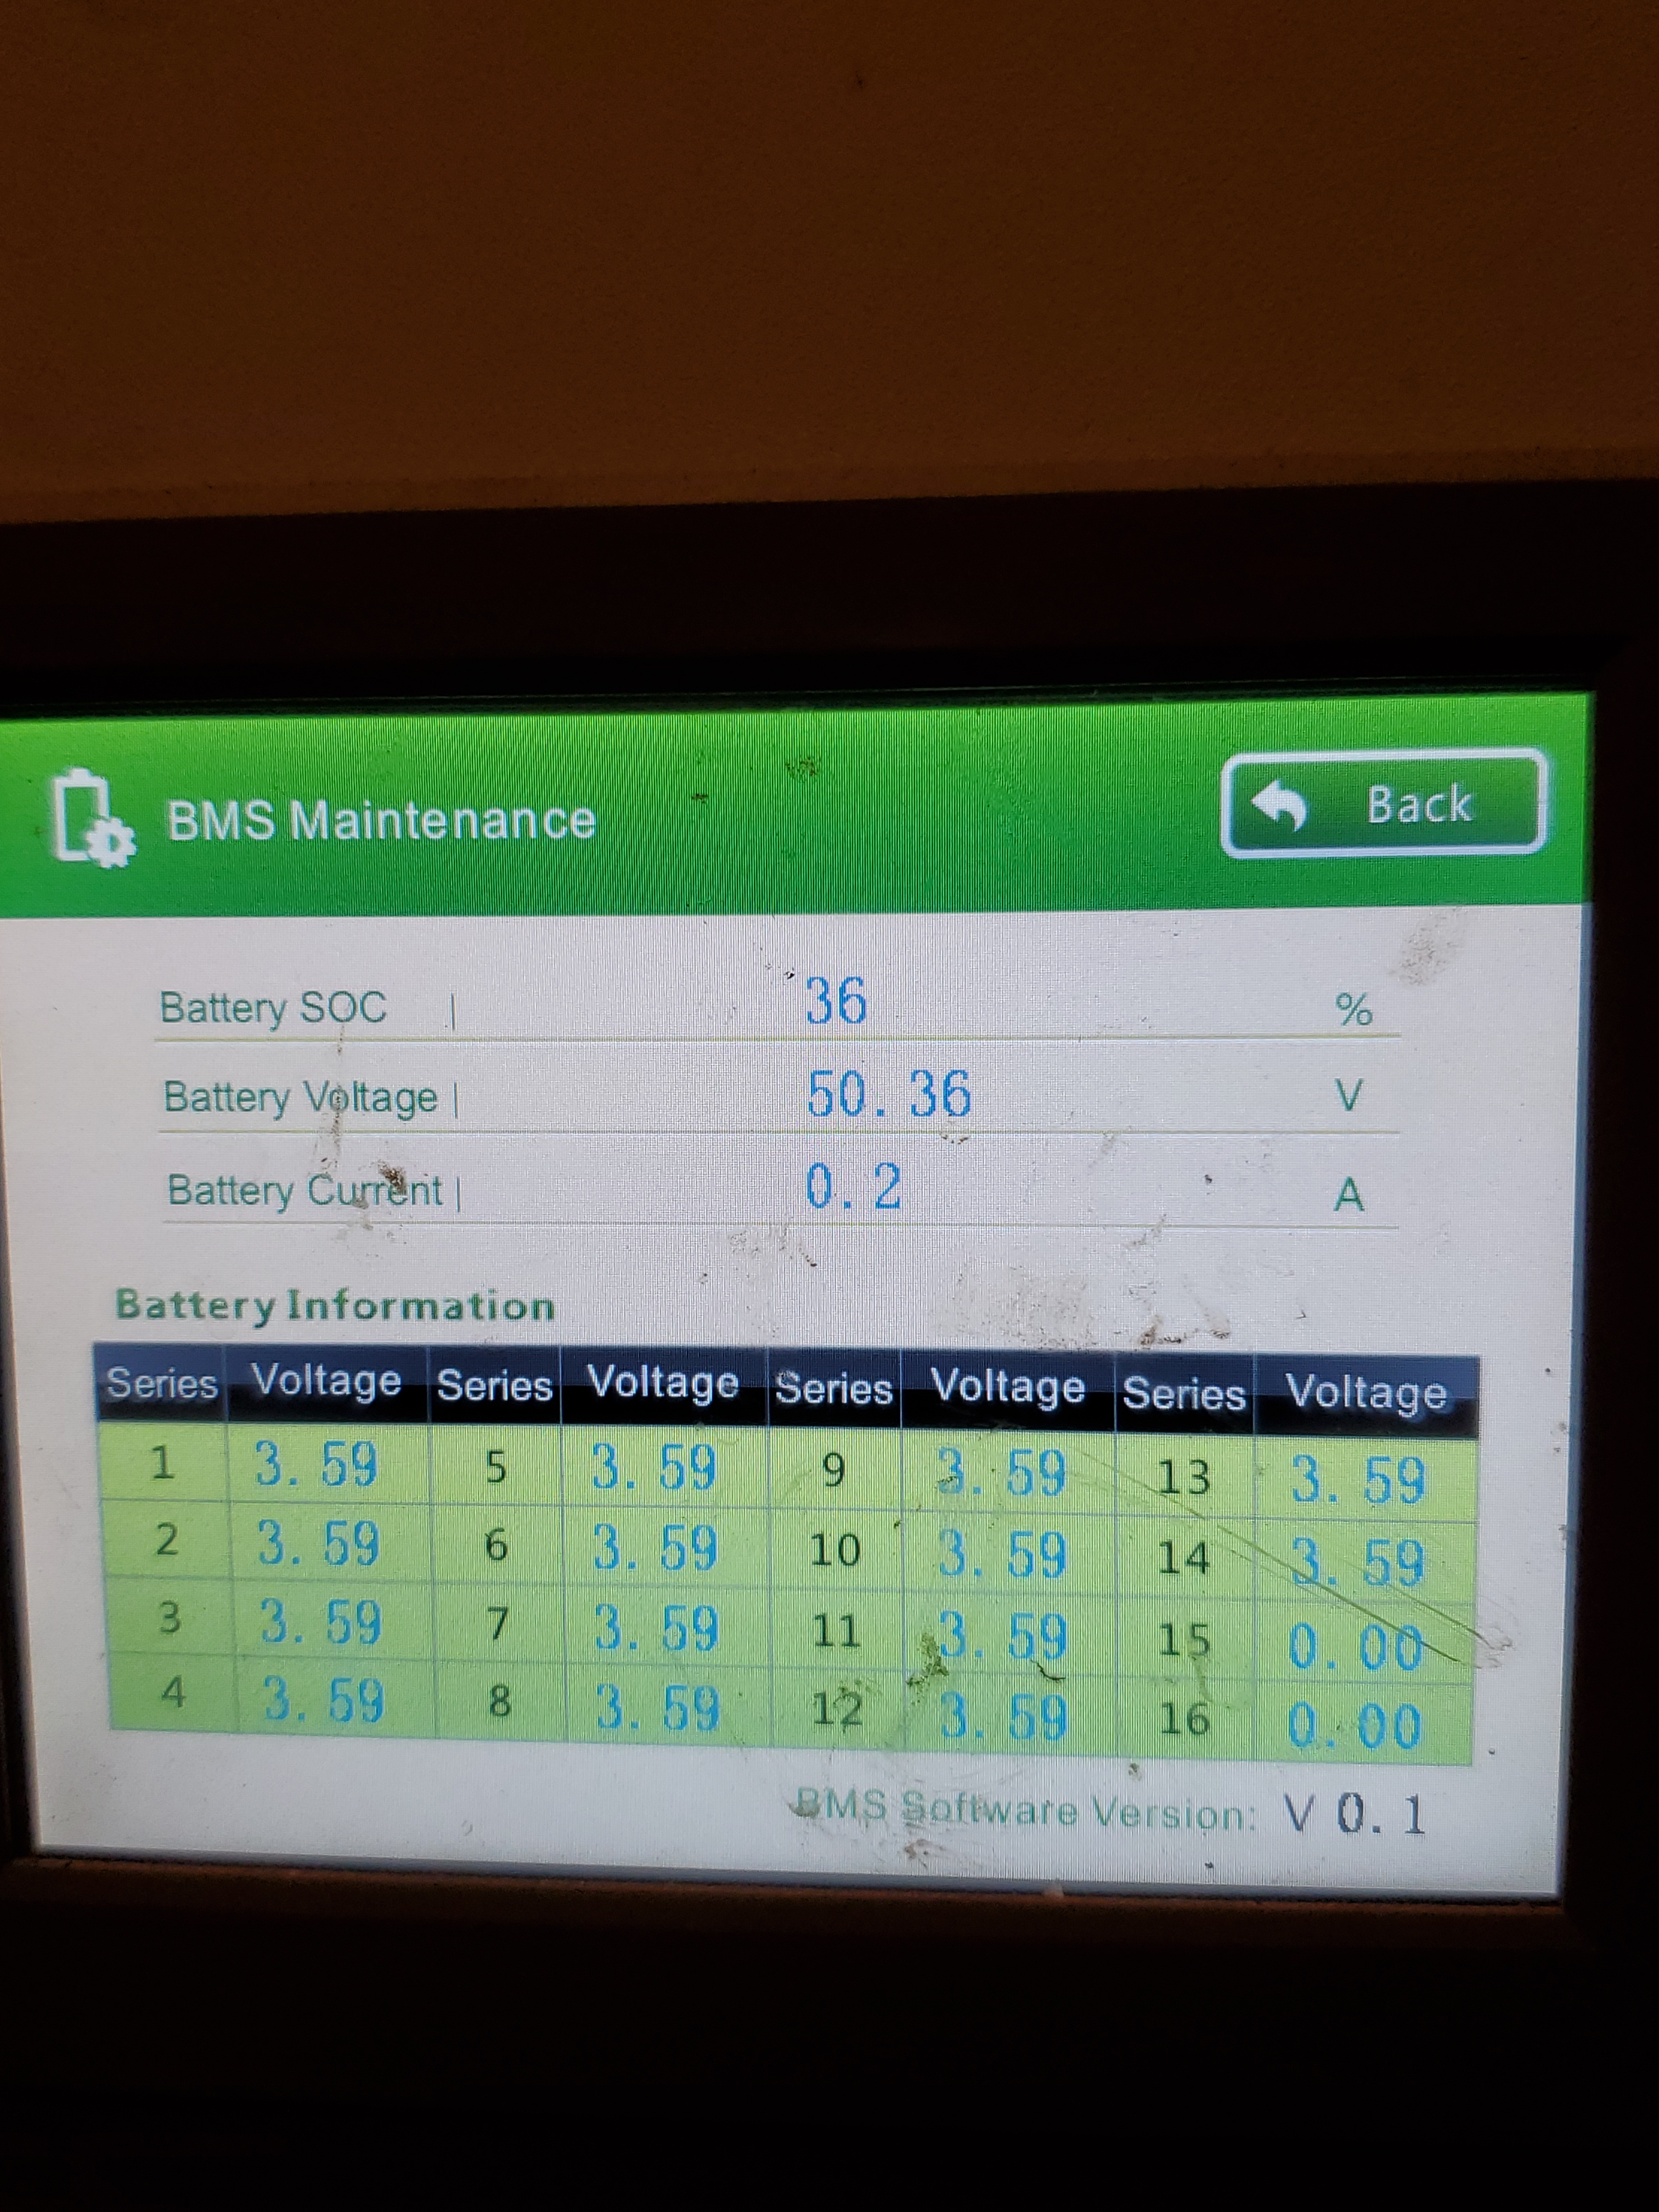 BMS Maintenance Back
Battery SOC | 36 %
Battery Voltage | 50.36 V
Battery Current | 0.2 A
Battery Information
Series Voltage Series Voltage Series Voltage Series Voltage
1 3.59 5 3.59 9 3.59 13 3.59
2 3.59 6 3.59 10 3.59 14 3.59
3 3.59 7 3.59 11 3.59 15 0.00
4 3.59 8 3.59 12 3.59 16 0.00
BMS Software Version: V 0.1